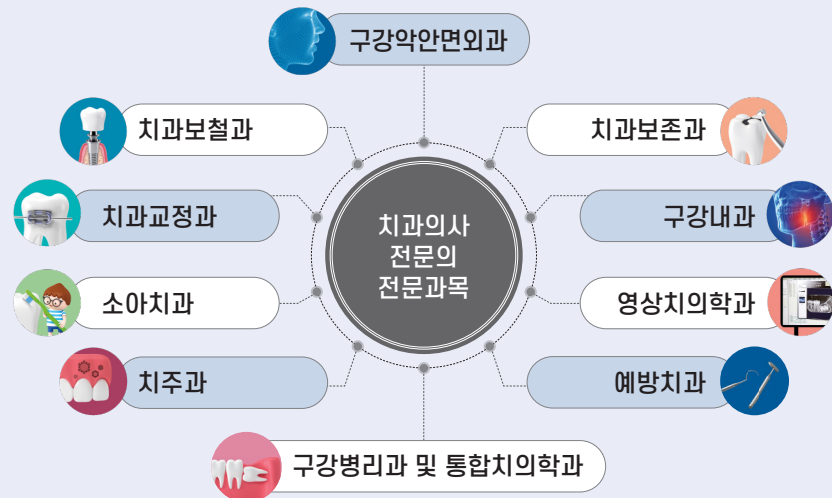 구강악안면외과
치과보철과
치과보존과
치과교정과
구강내과
치과의사
전문의
전문과목
소아치과
영상치의학과
치주과
예방치과
구강병리과 및 통합치의학과